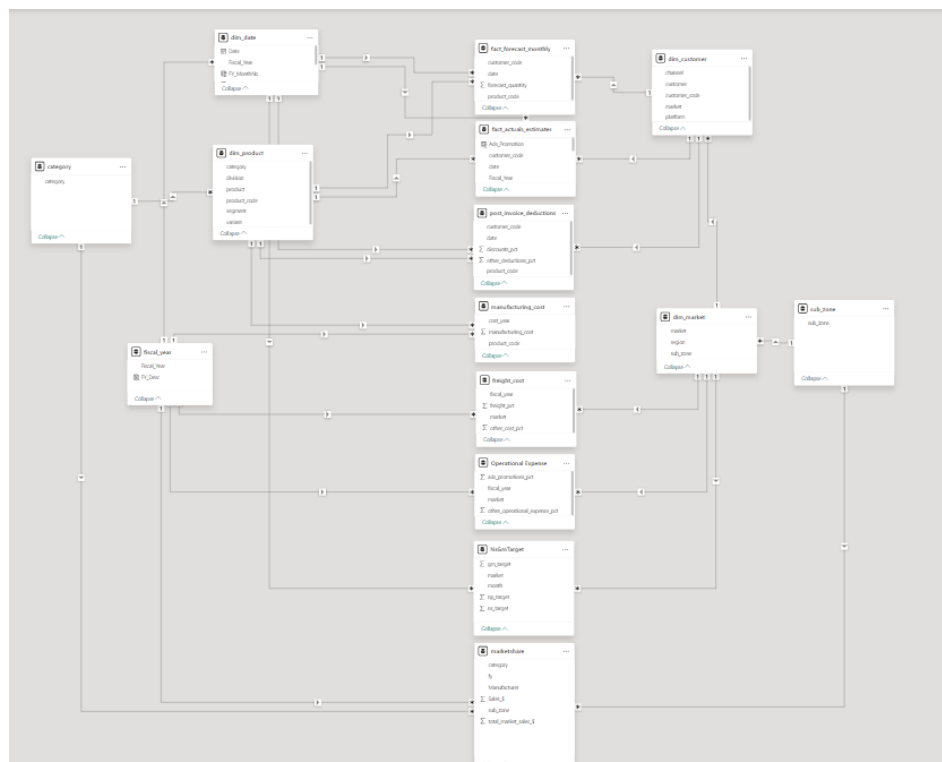 dim_date
Date
Fiscal_Year
FY_MonthNo
Collapse
fact_forecast_monthly
customer_code
date
forecast_quantity
product_code
Collapse
dim_customer
channel
customer
customer_code
market
platform
Collapse
fact_actuals_estimates
Ads_Promotion
customer_code
date
Fiscal_Year
Collapse
dim_product
category
division
product
product_code
segment
variant
Collapse
category
category
Collapse
post_invoice_deductions
customer_code
date
discounts_pct
other_deductions_pct
product_code
Collapse
manufacturing_cost
cost_year
manufacturing_cost
product_code
Collapse
dim_market
market
region
sub_zone
Collapse
sub_zone
sub_zone
Collapse
fiscal_year
Fiscal_Year
FY_Desc
Collapse
freight_cost
fiscal_year
freight_pct
market
other_cost_pct
Collapse
Operational Expense
ads_promotions_pct
fiscal_year
market
other_operational_expense_pct
Collapse
NsGmTarget
gm_target
market
month
np_target
ns_target
Collapse
marketshare
category
fy
Manufacturer
Sales_$
sub_zone
total_market_sales_$